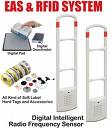 EAS & RFID SYSTEM
Digital
Deactivator
Digital Pad
All Kind of Soft Label
Hard Tags and Accessories
Digital Intelligent
Radio Frequency Sensor